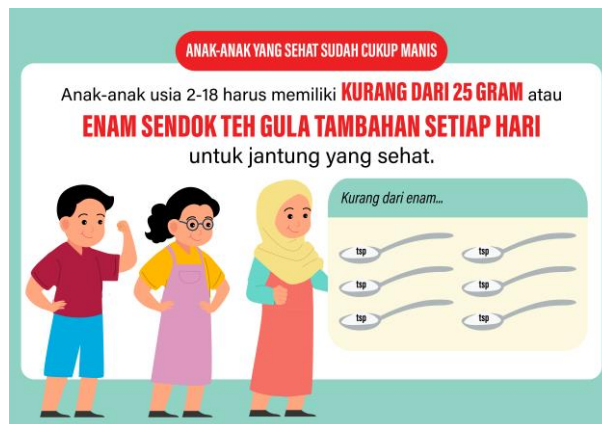 ANAK-ANAK YANG SEHAT SUDAH CUKUP MANIS
Anak-anak usia 2-18 harus memiliki KURANG DARI 25 GRAM atau
ENAM SENDOK TEH GULA TAMBAHAN SETIAP HARI
untuk jantung yang sehat.
Kurang dari enam...
tsp tsp
tsp tsp
tsp tsp